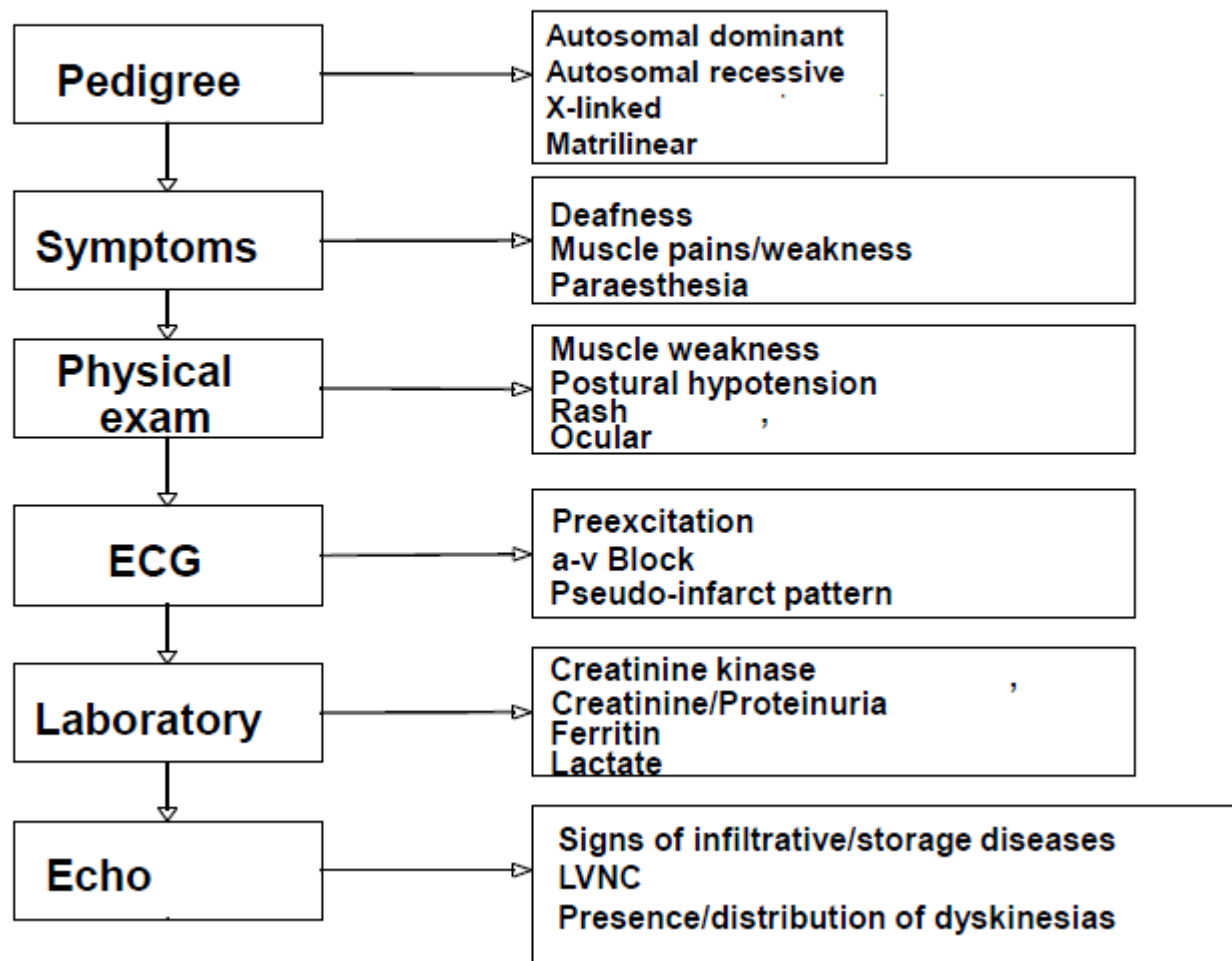 Pedigree
Autosomal dominant
Autosomal recessive
X-linked
Matrilinear
Symptoms
Deafness
Muscle pains/weakness
Paraesthesia
Physical
exam
Muscle weakness
Postural hypotension
Rash
Ocular
,
ECG
Preexcitation
a-v Block
Pseudo-infarct pattern
Laboratory
Creatinine kinase
,
Creatinine/Proteinuria
Ferritin
Lactate
Echo
Signs of infiltrative/storage diseases
LVNC
Presence/distribution of dyskinesias